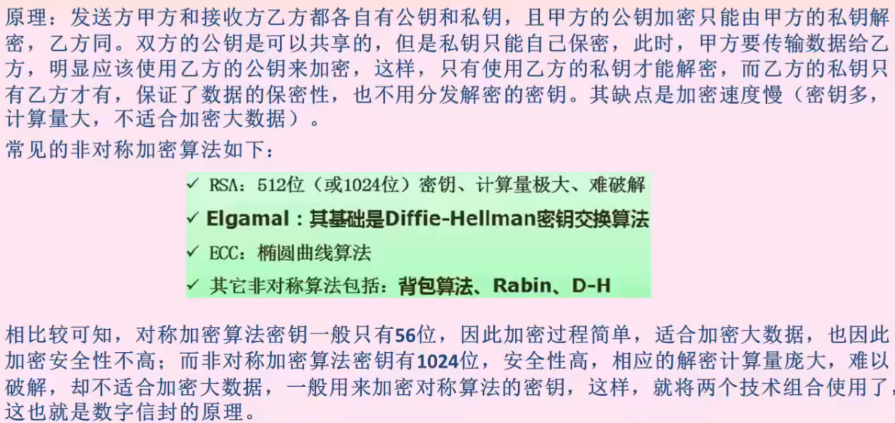 原理：发送方甲方和接收方乙方都各自有公钥和私钥，且甲方的公钥加密只能由甲方的私钥解
密，乙方同。双方的公钥是可以共享的，但是私钥只能自己保密，此时，甲方要传输数据给乙
方，明显应该使用乙方的公钥来加密，这样，只有使用乙方的私钥才能解密，而乙方的私钥只
有乙方才有，保证了数据的保密性，也不用分发解密的密钥。其缺点是加密速度慢（密钥多，
计算量大，不适合加密大数据）。
常见的非对称加密算法如下：
✓ RSA：512位（或1024位）密钥、计算量极大、难破解
✓ Elgamal：其基础是Diffie-Hellman密钥交换算法
✓ ECC：椭圆曲线算法
✓ 其它非对称算法包括：背包算法、Rabin、D-H
相比较可知，对称加密算法密钥一般只有56位，因此加密过程简单，适合加密大数据，也因此
加密安全性不高；而非对称加密算法密钥有1024位，安全性高，相应的解密计算量庞大，难以
破解，却不适合加密大数据，一般用来加密对称算法的密钥，这样，就将两个技术组合使用了，
这也就是数字信封的原理。